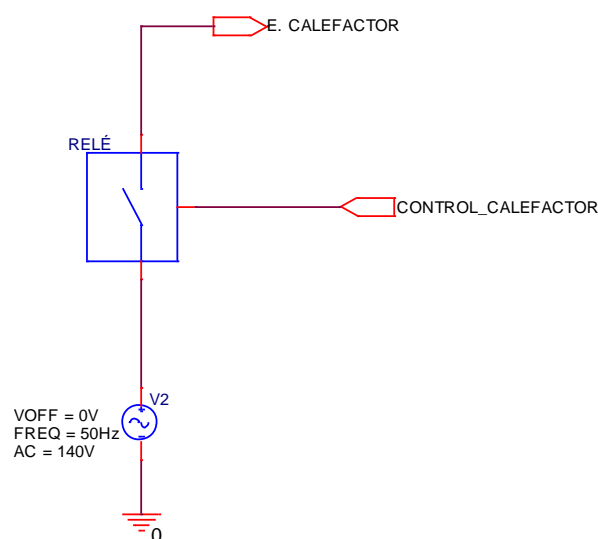 E. CALEFACTOR
RELÉ
CONTROL_CALEFACTOR
V2
VOFF = 0V
FREQ = 50Hz
AC = 140V
0